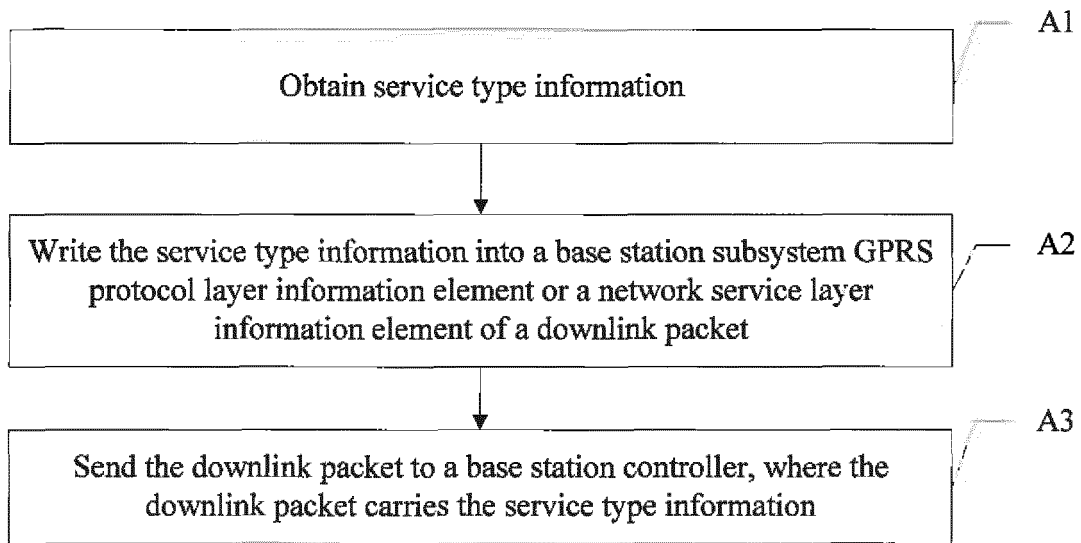 A1
Obtain service type information
A2
Write the service type information into a base station subsystem GPRS
protocol layer information element or a network service layer
information element of a downlink packet
A3
Send the downlink packet to a base station controller, where the
downlink packet carries the service type information